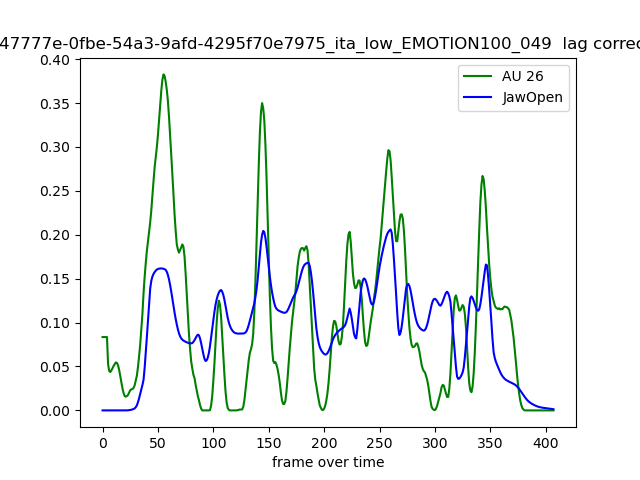 47777e-0fbe-54a3-9afd-4295f70e7975_ita_low_EMOTION100_049  lag correc
0.40
AU 26
JawOpen
0.35
0.30
0.25
0.20
0.15
0.10
0.05
0.00
0 50 100 150 200 250 300 350 400
frame over time